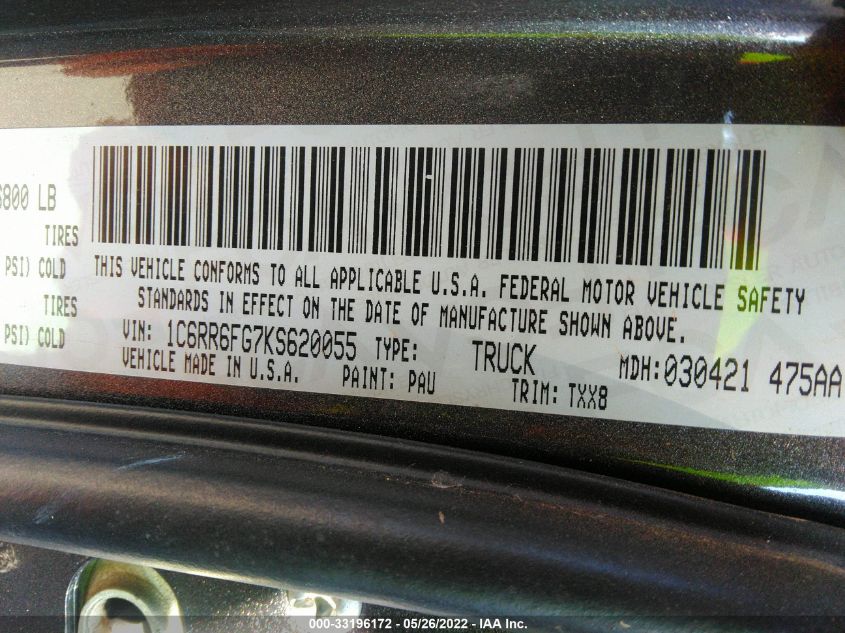 6800 LB
TIRES
PSI) COLD
TIRES
PSI) COLD
THIS VEHICLE CONFORMS TO ALL APPLICABLE U.S.A. FEDERAL MOTOR VEHICLE SAFETY
STANDARDS IN EFFECT ON THE DATE OF MANUFACTURE SHOWN ABOVE.
VIN: 1C6RR6FG7KS620055 TYPE: TRUCK MDH:030421 475AA
VEHICLE MADE IN U.S.A. PAINT: PAU TRIM: TXX8
000-33196172 — 05/26/2022 — IAA Inc.